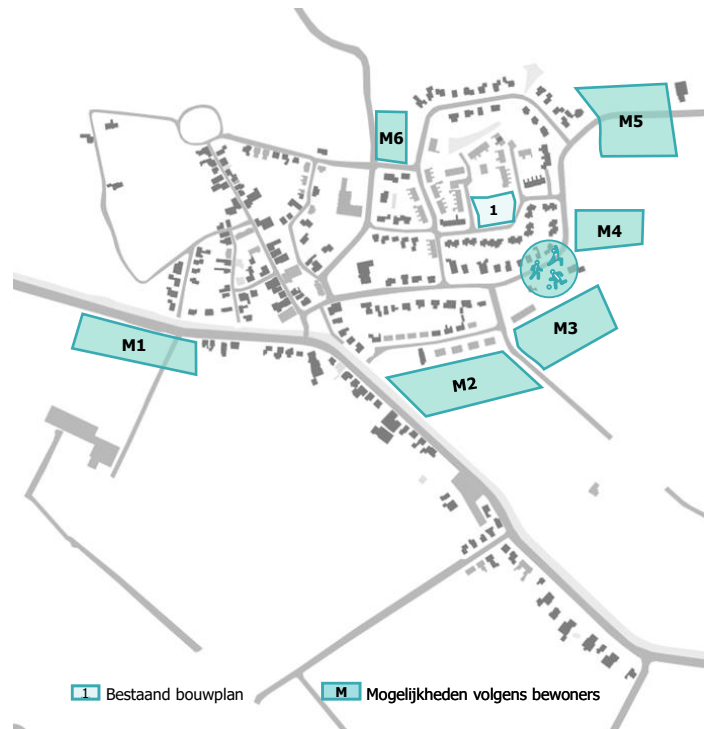 M5
M6
1
M4
M3
M1
M2
1 Bestaand bouwplan
M Mogelijkheden volgens bewoners